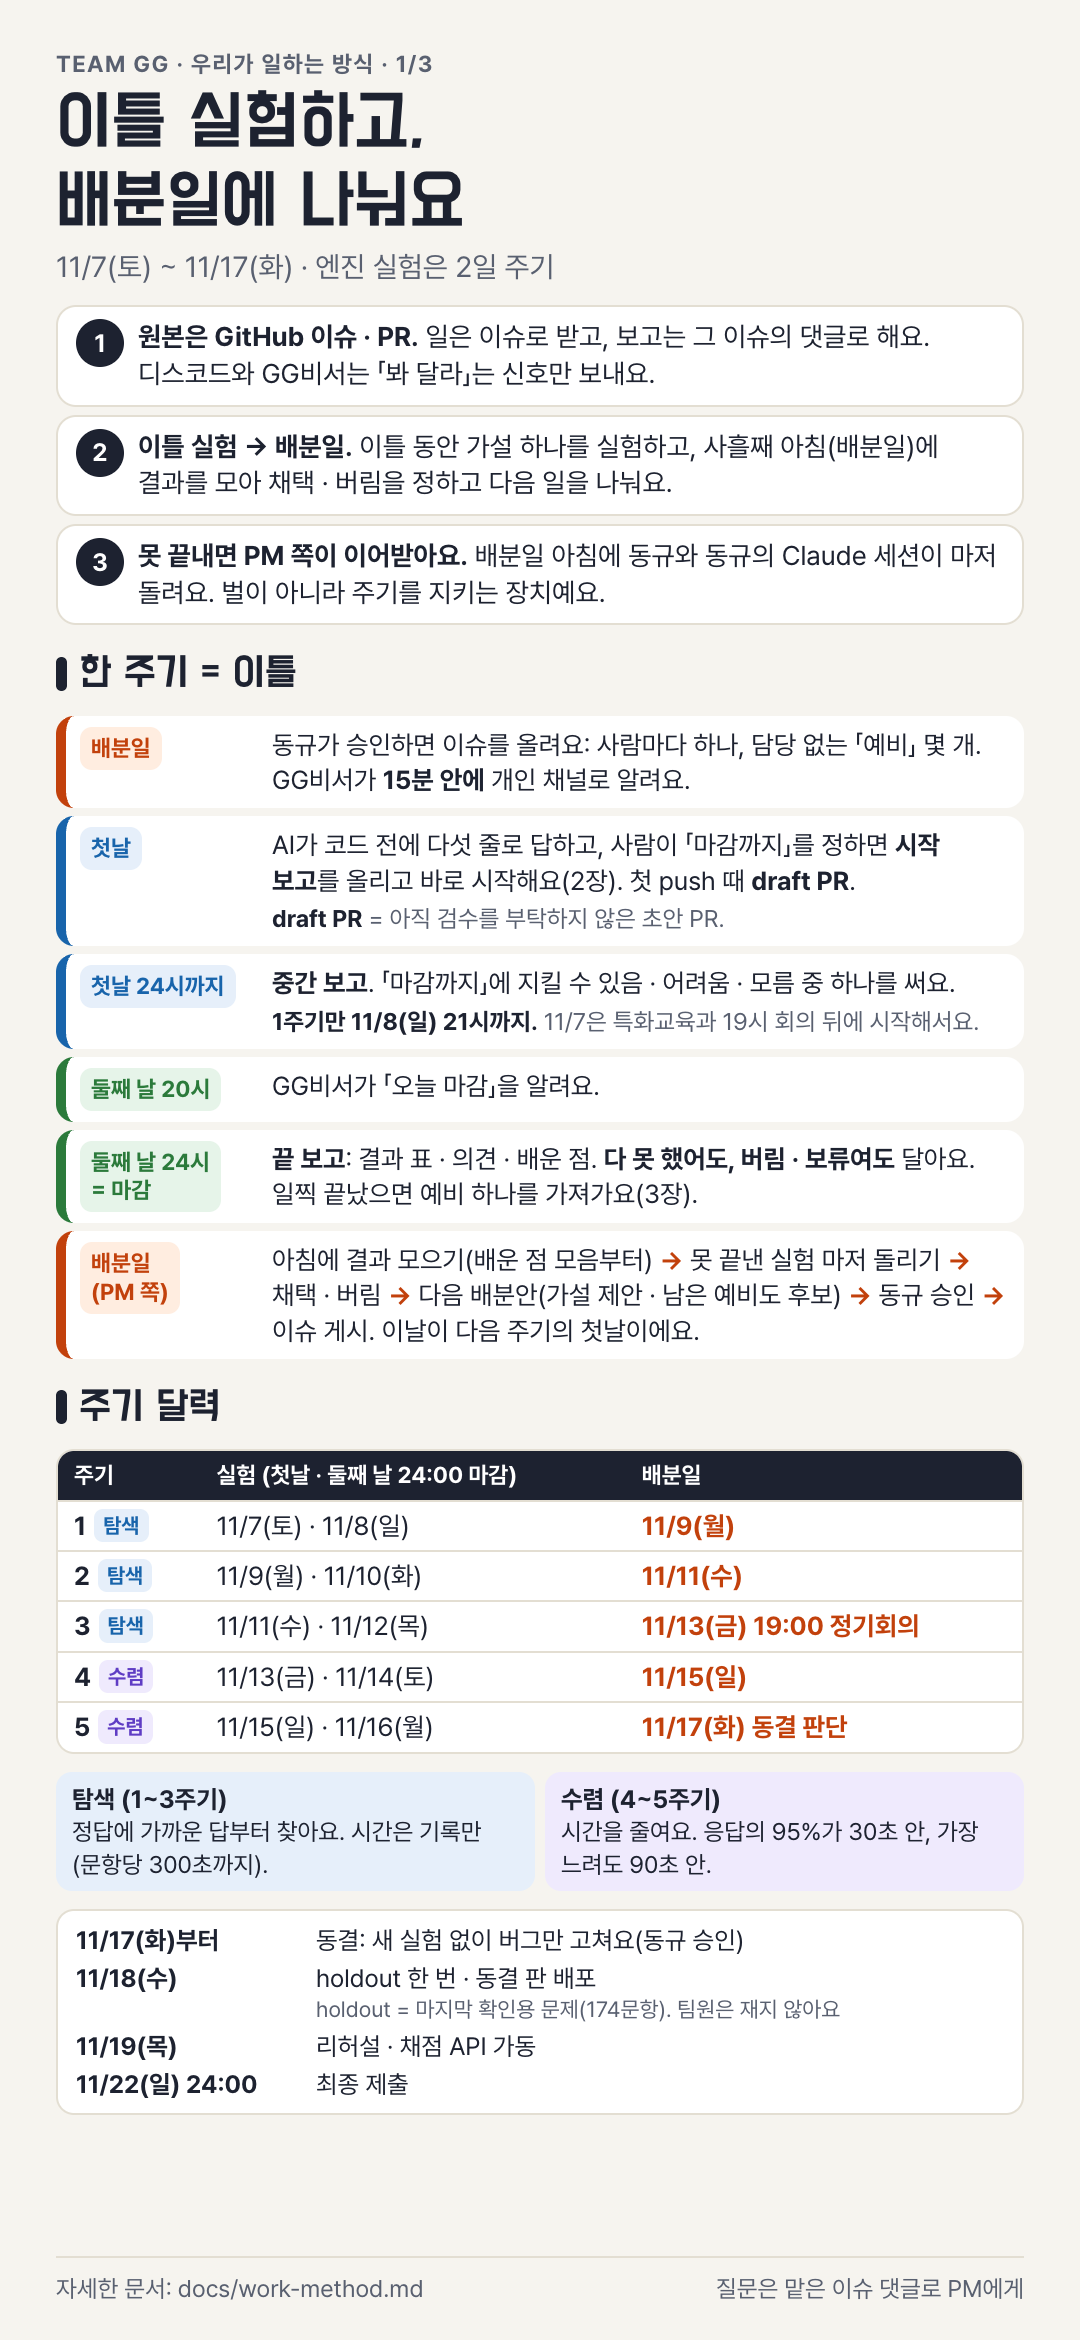 TEAM GG · 우리가 일하는 방식 · 1/3
이틀 실험하고,
배분일에 나눠요
11/7(토) ~ 11/17(화) · 엔진 실험은 2일 주기
1 원본은 GitHub 이슈 · PR. 일은 이슈로 받고, 보고는 그 이슈의 댓글로 해요.
디스코드와 GG비서는 「봐 달라」는 신호만 보내요.
2 이틀 실험 → 배분일. 이틀 동안 가설 하나를 실험하고, 사흘째 아침(배분일)에
결과를 모아 채택 · 버림을 정하고 다음 일을 나눠요.
3 못 끝내면 PM 쪽이 이어받아요. 배분일 아침에 동규와 동규의 Claude 세션이 마저
돌려요. 벌이 아니라 주기를 지키는 장치예요.
한 주기 = 이틀
배분일 동규가 승인하면 이슈를 올려요: 사람마다 하나, 담당 없는 「예비」 몇 개.
GG비서가 15분 안에 개인 채널로 알려요.
첫날 AI가 코드 전에 다섯 줄로 답하고, 사람이 「마감까지」를 정하면 시작
보고를 올리고 바로 시작해요(2장). 첫 push 때 draft PR.
draft PR = 아직 검수를 부탁하지 않은 초안 PR.
첫날 24시까지 중간 보고. 「마감까지」에 지킬 수 있음 · 어려움 · 모름 중 하나를 써요.
1주기만 11/8(일) 21시까지. 11/7은 특화교육과 19시 회의 뒤에 시작해서요.
둘째 날 20시 GG비서가 「오늘 마감」을 알려요.
둘째 날 24시 끝 보고: 결과 표 · 의견 · 배운 점. 다 못 했어도, 버림 · 보류여도 달아요.
= 마감 일찍 끝났으면 예비 하나를 가져가요(3장).
배분일 아침에 결과 모으기(배운 점 모음부터) → 못 끝낸 실험 마저 돌리기 →
(PM 쪽) 채택 · 버림 → 다음 배분안(가설 제안 · 남은 예비도 후보) → 동규 승인 →
이슈 게시. 이날이 다음 주기의 첫날이에요.
주기 달력
주기 실험 (첫날 · 둘째 날 24:00 마감) 배분일
1 탐색 11/7(토) · 11/8(일) 11/9(월)
2 탐색 11/9(월) · 11/10(화) 11/11(수)
3 탐색 11/11(수) · 11/12(목) 11/13(금) 19:00 정기회의
4 수렴 11/13(금) · 11/14(토) 11/15(일)
5 수렴 11/15(일) · 11/16(월) 11/17(화) 동결 판단
탐색 (1~3주기)
정답에 가까운 답부터 찾아요. 시간은 기록만
(문항당 300초까지).
수렴 (4~5주기)
시간을 줄여요. 응답의 95%가 30초 안, 가장
느려도 90초 안.
11/17(화)부터 동결: 새 실험 없이 버그만 고쳐요(동규 승인)
11/18(수) holdout 한 번 · 동결 판 배포
holdout = 마지막 확인용 문제(174문항). 팀원은 재지 않아요
11/19(목) 리허설 · 채점 API 가동
11/22(일) 24:00 최종 제출
자세한 문서: docs/work-method.md 질문은 맡은 이슈 댓글로 PM에게